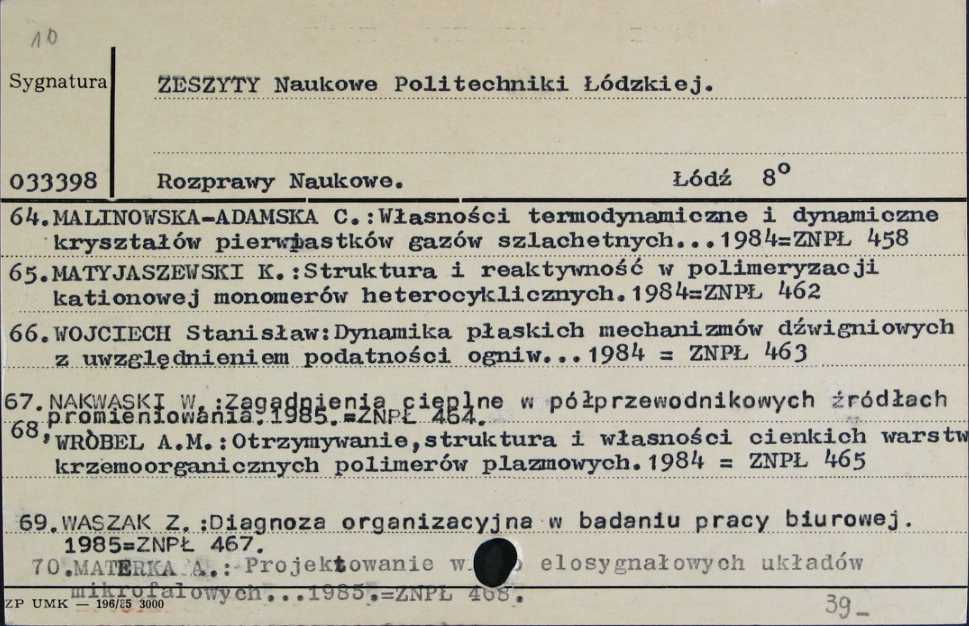 10
Sygnatura
ZESZYTY Naukowe Politechniki Łódzkiej.
033398 Rozprawy Naukowe. Łódź 8°
64.MALINOWSKA-ADAMSKA C.:Własności termodynamiczne i dynamiczne
kryształów pierwiastków gazów szlachetnych...1984=ZNPŁ 458
65.MATYJASZEWSKI K.:Struktura i reaktywność w polimeryzacji
kationowej monomerów heterocyklicznych.1984=ZNPŁ 462
66.WOJCIECH Stanisław:Dynamika płaskich mechanizmów dźwigniowych
z uwzględnieniem podatności ogniw...1984 = ZNPŁ 463
67.NAKWASKI W.:Zagadnienia cieplne w półprzewodnikowych źródłach
promieniowania.1985.=ZNPŁ 464.
68,WRÒBEL A.M.:Otrzymywanie,struktura i własności cienkich warstw
krzemoorganicznych polimerów plazmowych.1984 = ZNPŁ 465
69.WASZAK Z.:Diagnoza organizacyjna w badaniu pracy biurowej.
1985=ZNPŁ 467.
70.MATERKA A.: Projektowanie elosygnałowych układów
mikrofalowych...1985.=ZNPŁ 468.
ZP UMK — 196/85 3000
39_